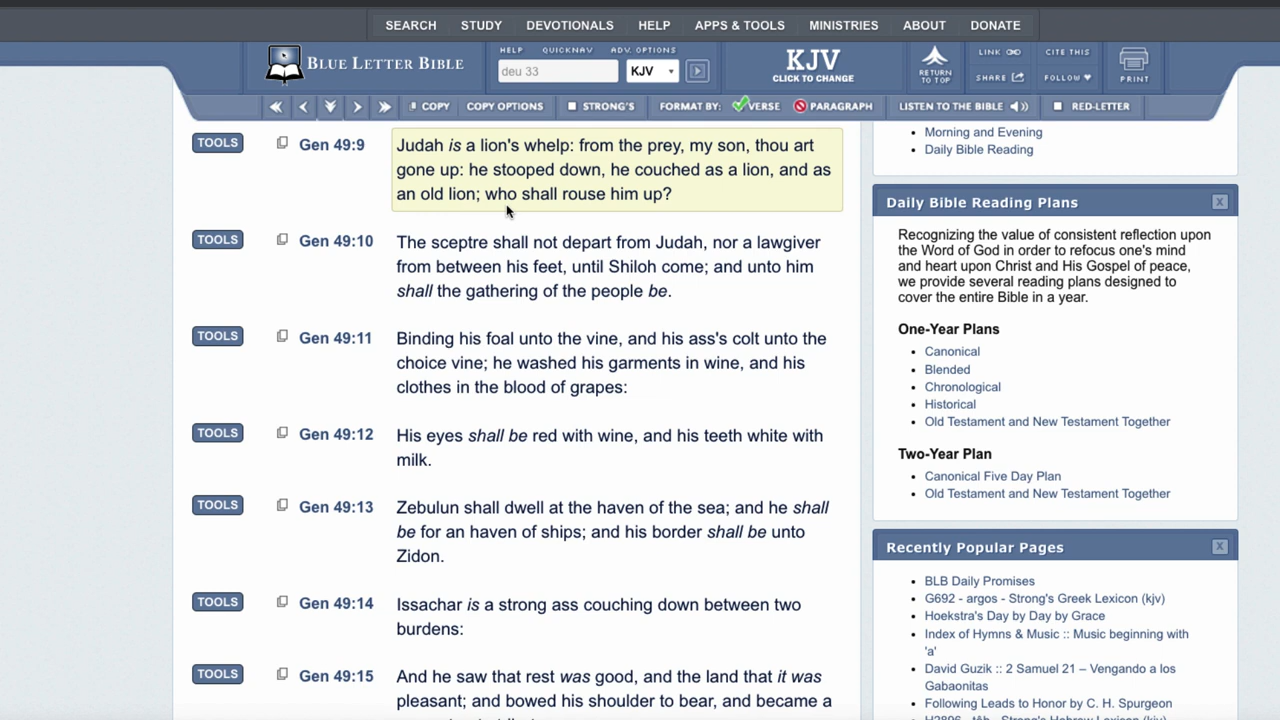 SEARCH STUDY DEVOTIONALS HELP APPS & TOOLS MINISTRIES ABOUT DONATE
BLUE LETTER BIBLE
HELP QUICKNAV ADV. OPTIONS
deu 33 KJV
KJV
CLICK TO CHANGE
RETURN
TO TOP
LINK
SHARE
CITE THIS
FOLLOW
PRINT
COPY COPY OPTIONS STRONG'S FORMAT BY: VERSE PARAGRAPH LISTEN TO THE BIBLE RED-LETTER
TOOLS Gen 49:9 Judah is a lion's whelp: from the prey, my son, thou art
gone up: he stooped down, he couched as a lion, and as
an old lion; who shall rouse him up?
TOOLS Gen 49:10 The sceptre shall not depart from Judah, nor a lawgiver
from between his feet, until Shiloh come; and unto him
shall the gathering of the people be.
TOOLS Gen 49:11 Binding his foal unto the vine, and his ass's colt unto the
choice vine; he washed his garments in wine, and his
clothes in the blood of grapes:
TOOLS Gen 49:12 His eyes shall be red with wine, and his teeth white with
milk.
TOOLS Gen 49:13 Zebulun shall dwell at the haven of the sea; and he shall
be for an haven of ships; and his border shall be unto
Zidon.
TOOLS Gen 49:14 Issachar is a strong ass couching down between two
burdens:
TOOLS Gen 49:15 And he saw that rest was good, and the land that it was
pleasant; and bowed his shoulder to bear, and became a
Morning and Evening
Daily Bible Reading
Daily Bible Reading Plans
Recognizing the value of consistent reflection upon
the Word of God in order to refocus one's mind
and heart upon Christ and His Gospel of peace,
we provide several reading plans designed to
cover the entire Bible in a year.
One-Year Plans
Canonical
Blended
Chronological
Historical
Old Testament and New Testament Together
Two-Year Plan
Canonical Five Day Plan
Old Testament and New Testament Together
Recently Popular Pages
BLB Daily Promises
G692 - argos - Strong's Greek Lexicon (kjv)
Hoekstra's Day by Day by Grace
Index of Hymns & Music :: Music beginning with
'a'
David Guzik :: 2 Samuel 21 – Vengando a los
Gabaonitas
Following Leads to Honor by C. H. Spurgeon